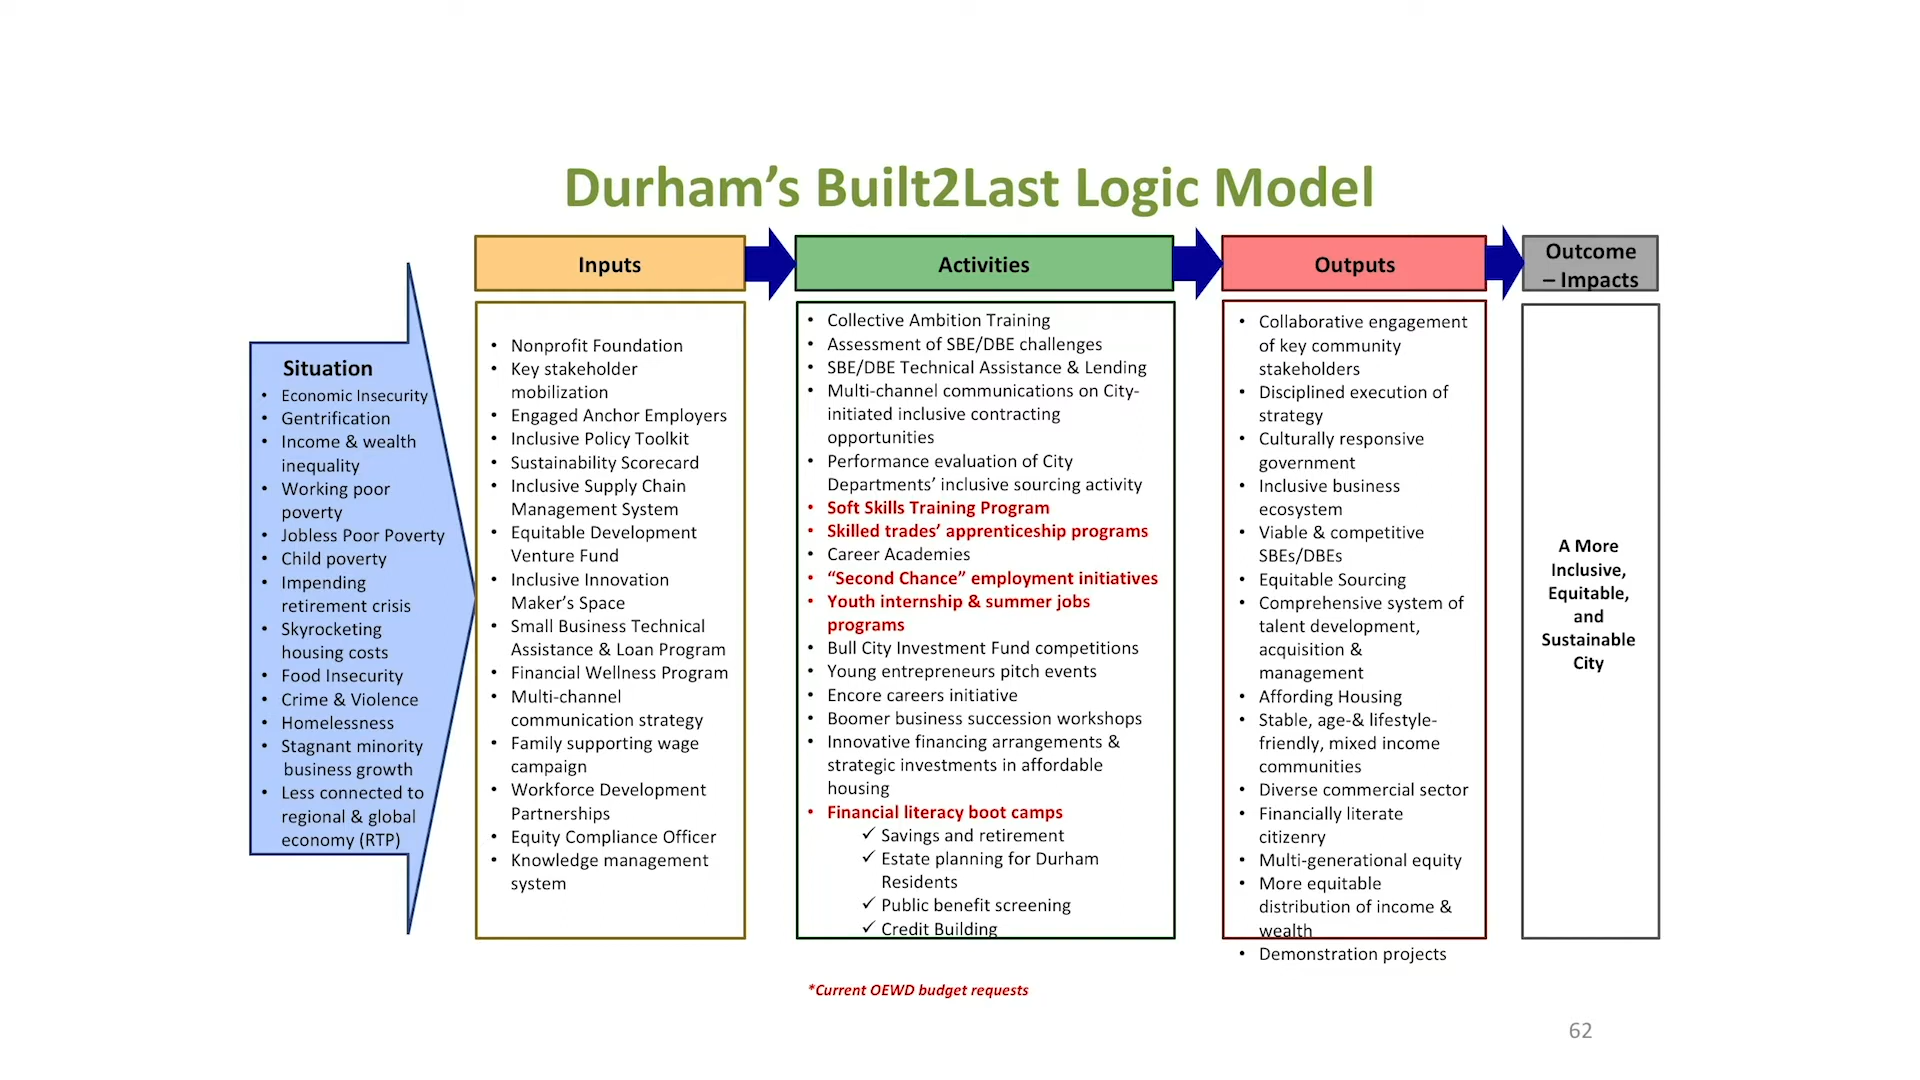 Durham's Built2Last Logic Model
Situation
• Economic Insecurity
• Gentrification
• Income & wealth
inequality
• Working poor
poverty
• Jobless Poor Poverty
• Child poverty
• Impending
retirement crisis
• Skyrocketing
housing costs
• Food Insecurity
• Crime & Violence
• Homelessness
• Stagnant minority
business growth
• Less connected to
regional & global
economy (RTP)
Inputs
• Nonprofit Foundation
• Key stakeholder
mobilization
• Engaged Anchor Employers
• Inclusive Policy Toolkit
• Sustainability Scorecard
• Inclusive Supply Chain
Management System
• Equitable Development
Venture Fund
• Inclusive Innovation
Maker's Space
• Small Business Technical
Assistance & Loan Program
• Financial Wellness Program
• Multi-channel
communication strategy
• Family supporting wage
campaign
• Workforce Development
Partnerships
• Equity Compliance Officer
• Knowledge management
system
Activities
• Collective Ambition Training
• Assessment of SBE/DBE challenges
• SBE/DBE Technical Assistance & Lending
• Multi-channel communications on City-
initiated inclusive contracting
opportunities
• Performance evaluation of City
Departments' inclusive sourcing activity
• Soft Skills Training Program
• Skilled trades' apprenticeship programs
• Career Academies
• “Second Chance” employment initiatives
• Youth internship & summer jobs
programs
• Bull City Investment Fund competitions
• Young entrepreneurs pitch events
• Encore careers initiative
• Boomer business succession workshops
• Innovative financing arrangements &
strategic investments in affordable
housing
• Financial literacy boot camps
✓ Savings and retirement
✓ Estate planning for Durham
Residents
✓ Public benefit screening
✓ Credit Building
Outputs
• Collaborative engagement
of key community
stakeholders
• Disciplined execution of
strategy
• Culturally responsive
government
• Inclusive business
ecosystem
• Viable & competitive
SBEs/DBEs
• Equitable Sourcing
• Comprehensive system of
talent development,
acquisition &
management
• Affording Housing
• Stable, age-& lifestyle-
friendly, mixed income
communities
• Diverse commercial sector
• Financially literate
citizenry
• Multi-generational equity
• More equitable
distribution of income &
wealth
• Demonstration projects
Outcome
– Impacts
A More
Inclusive,
Equitable,
and
Sustainable
City
*Current OEWD budget requests
62